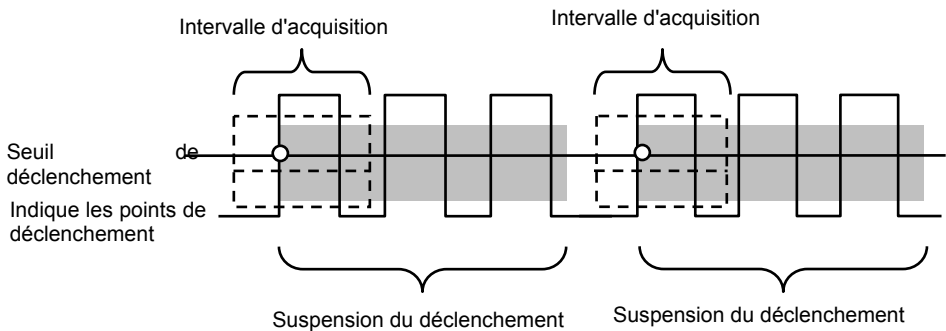 Intervalle d'acquisition
Intervalle d'acquisition
Seuil de
déclenchement
Indique les points de
déclenchement
Suspension du déclenchement
Suspension du déclenchement